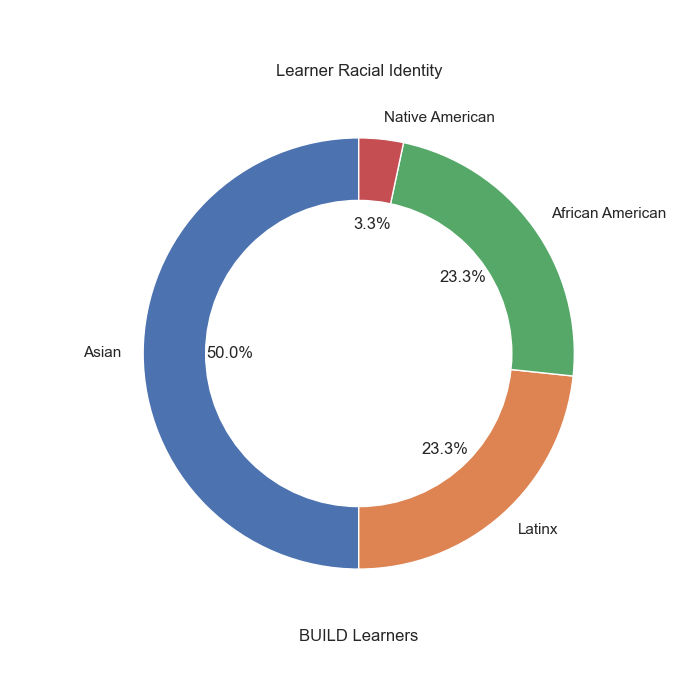 Learner Racial Identity
Native American
African American
3.3%
23.3%
Asian
50.0%
23.3%
Latinx
BUILD Learners